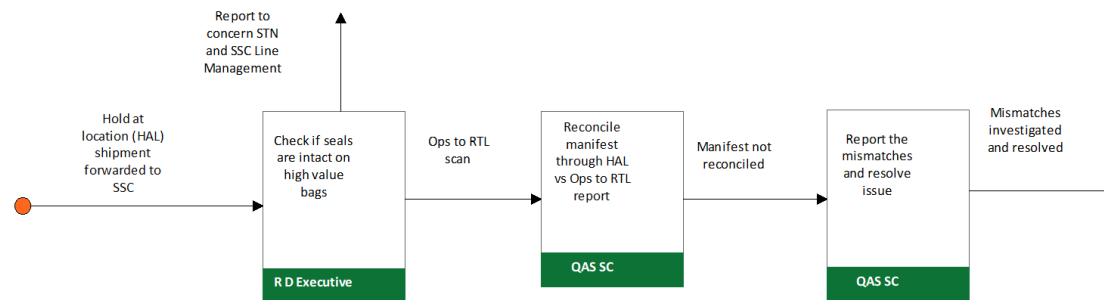 Report to
concern STN
and SSC Line
Management
Hold at
location (HAL)
shipment
forwarded to
SSC
Check if seals
are intact on
high value
bags
R D Executive
Ops to RTL
scan
Reconcile
manifest
through HAL
vs Ops to RTL
report
QAS SC
Manifest not
reconciled
Report the
mismatches
and resolve
issue
QAS SC
Mismatches
investigated
and resolved